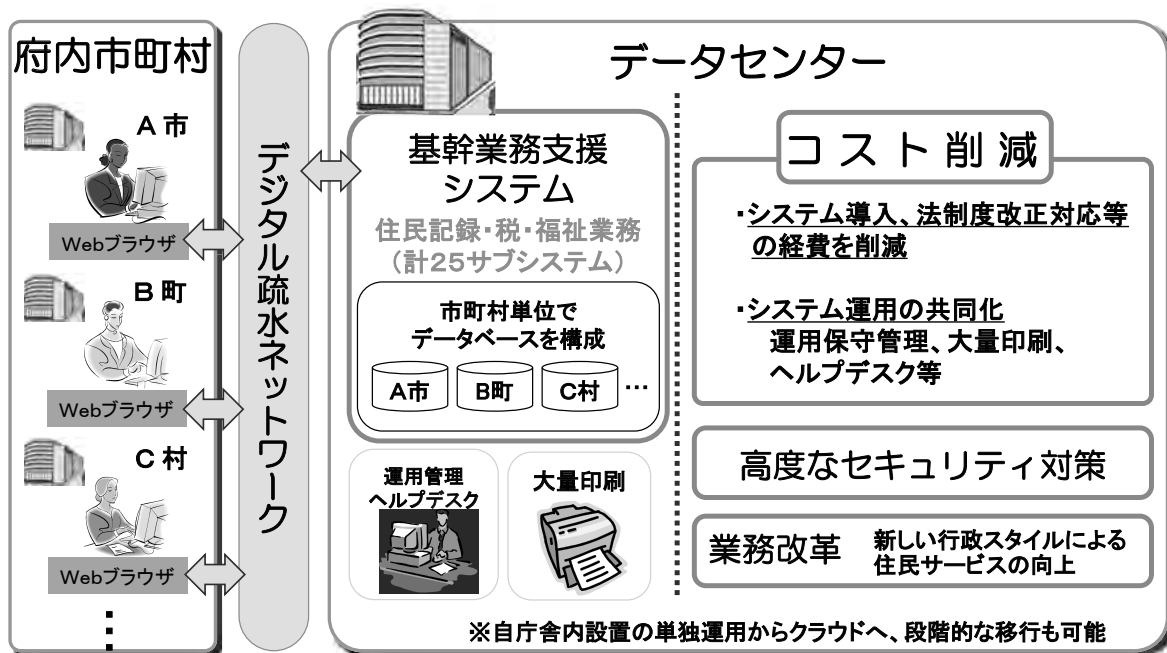 府内市町村
A市
Webブラウザ
B町
Webブラウザ
C村
Webブラウザ
デジタル疏水ネットワーク
データセンター
基幹業務支援
システム
住民記録・税・福祉業務
（計25サブシステム）
市町村単位で
データベースを構成
A市
B町
C村
…
運用管理
ヘルプデスク
大量印刷
コスト削減
・システム導入、法制度改正対応等
の経費を削減
・システム運用の共同化
運用保守管理、大量印刷、
ヘルプデスク等
高度なセキュリティ対策
業務改革
新しい行政スタイルによる
住民サービスの向上
※自庁舎内設置の単独運用からクラウドへ、段階的な移行も可能